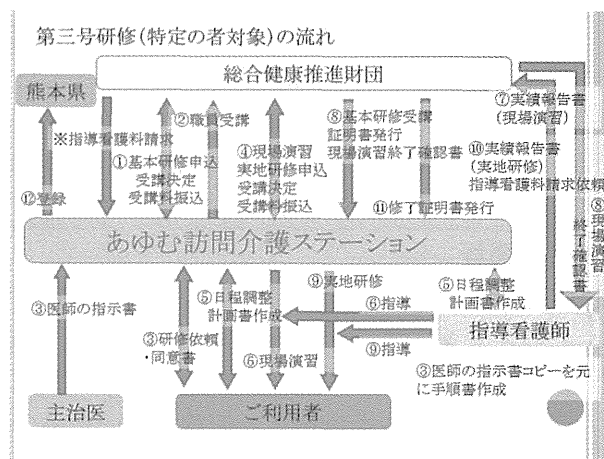 第三号研修(特定の者対象)の流れ
総合健康推進財団
熊本県
⑦実績報告書
(現場演習)
②職員受講
⑧基本研修受講
証明書発行
現場演習終了確認書
※指導看護料請求
①基本研修申込
受講決定
受講料振込
④現場演習
実地研修申込
受講決定
受講料振込
⑩実績報告書
(実地研修)
指導看護料請求依頼
⑫登録
⑪修了証明書発行
⑧現場演習
終了確認書
あゆむ訪問介護ステーション
③医師の指示書
⑤日程調整
計画書作成
⑨実地研修
⑥指導
⑤日程調整
計画書作成
指導看護師
③研修依頼
・同意書
⑥現場演習
⑨指導
③医師の指示書コピーを元
に手順書作成
主治医
ご利用者